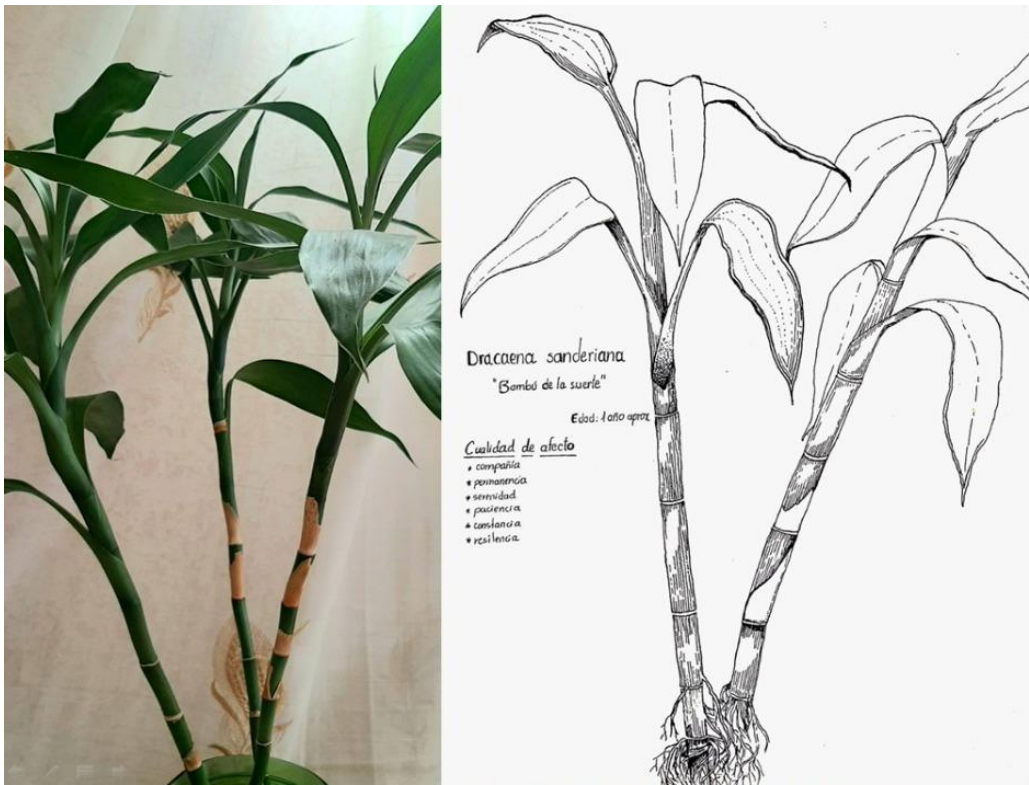 Dracaena sanderiana
"Bambú de la suerte"
Edad: 1 año aprox
Cualidad de afecto
* compañía
* permanencia
* serenidad
* paciencia
* constancia
* resilencia